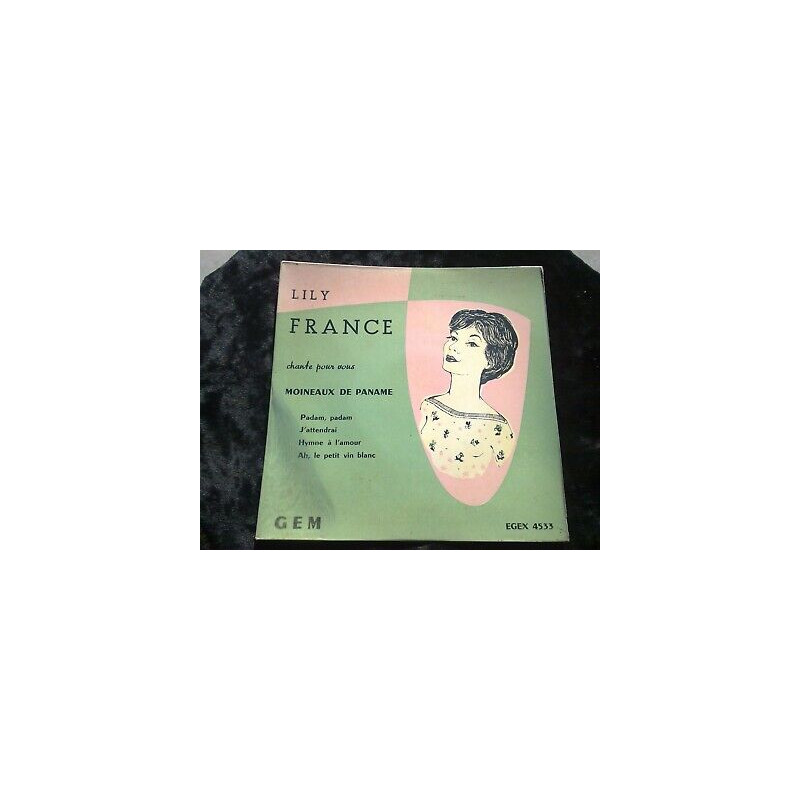 LILY
FRANCE
chante pour vous
MOINEAUX DE PANAME
Padam, padam
J'attendrai
Hymne à l'amour
Ah, le petit vin blanc
GEM
EGEX 4533